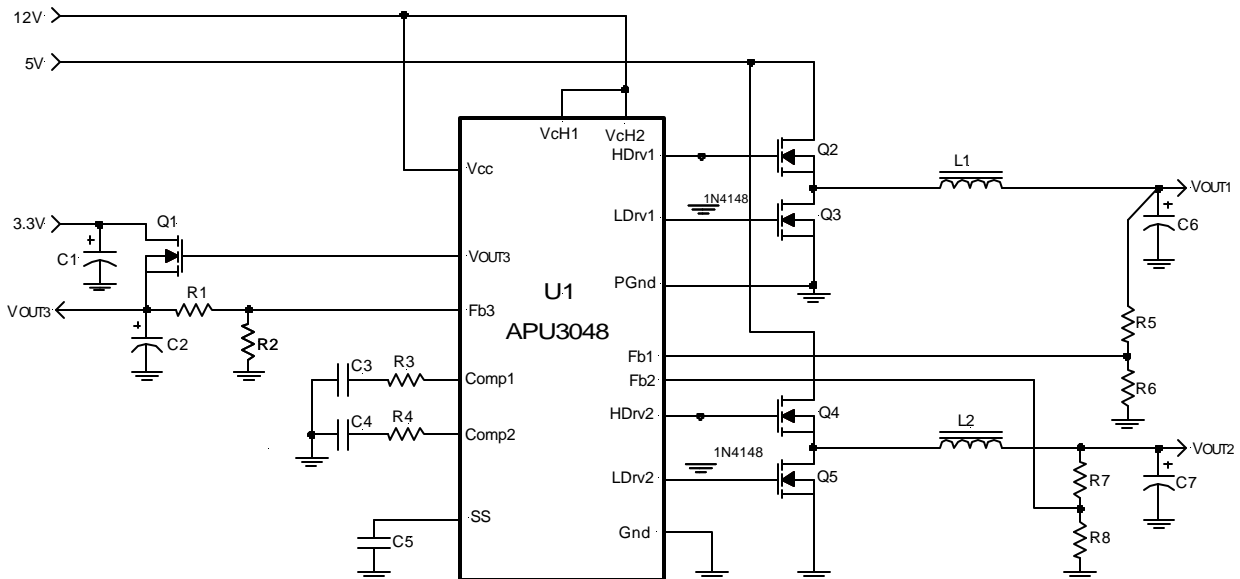 12V
5V
VcH1
VcH2
HDrv1
Q2
L1
Vcc
1N4148
VOUT1
LDrv1
Q3
C6
3.3V
Q1
C1
VOUT3
PGnd
U1
APU3048
VOUT3
R1
Fb3
R5
C2
R2
Fb1
C3
R3
Comp1
Fb2
R6
C4
R4
Comp2
HDrv2
Q4
L2
1N4148
VOUT2
LDrv2
Q5
R7
C7
SS
C5
Gnd
R8